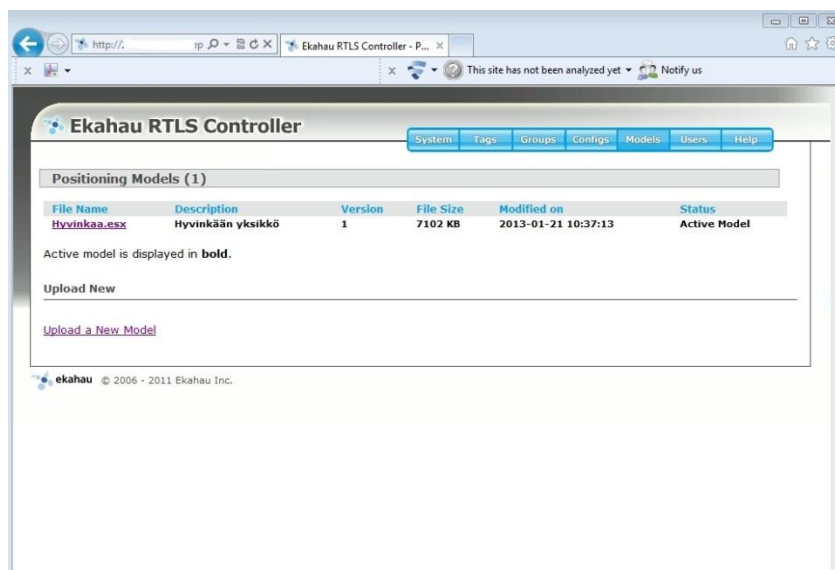 http://. ep
Ekahau RTLS Controller - P...
This site has not been analyzed yet Notify us
Ekahau RTLS Controller
System Tags Groups Configs Models Users Help
Positioning Models (1)
File Name Description Version File Size Modified on Status
Hyvinkaa.esx Hyvinkään yksikkö 1 7102 KB 2013-01-21 10:37:13 Active Model
Active model is displayed in bold.
Upload New
Upload a New Model
ekahau © 2006 - 2011 Ekahau Inc.